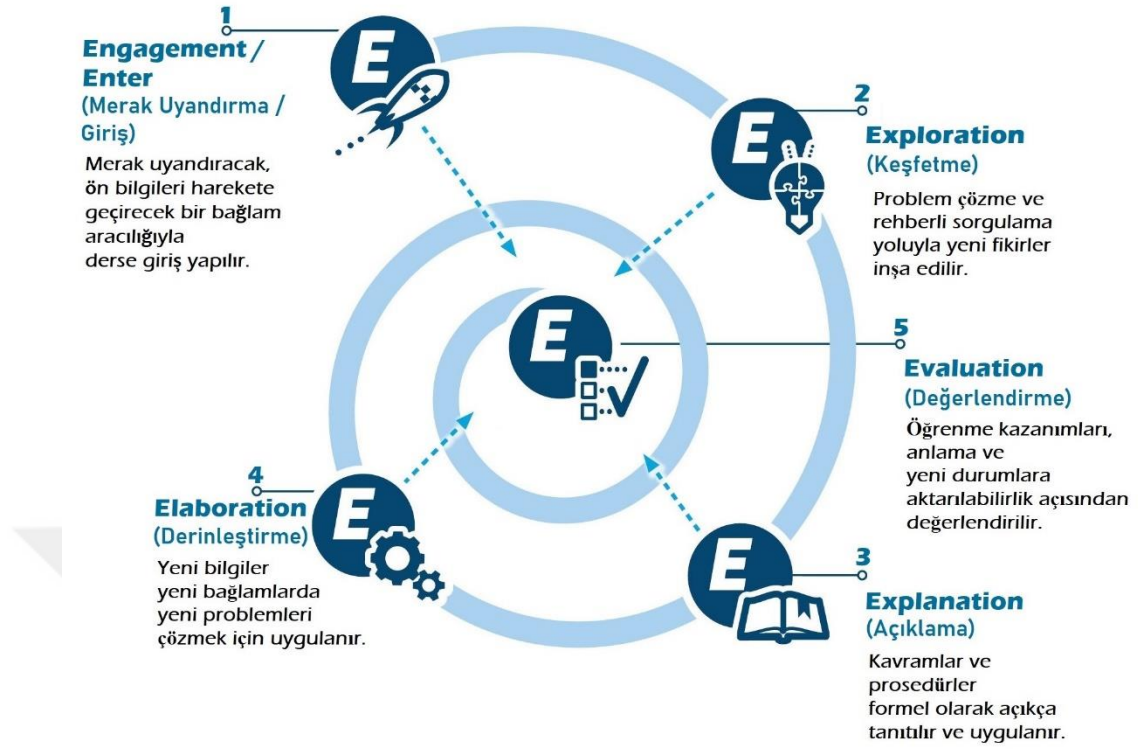 1
E
Engagement /
Enter
(Merak Uyandırma /
Giriş)
Merak uyandıracak,
ön bilgileri harekete
geçirecek bir bağlam
aracılığıyla
derse giriş yapılır.
2
E
Exploration
(Keşfetme)
Problem çözme ve
rehberli sorgulama
yoluyla yeni fikirler
inşa edilir.
3
E
Explanation
(Açıklama)
Kavramlar ve
prosedürler
formel olarak açıkça
tanıtılır ve uygulanır.
4
E
Elaboration
(Derinleştirme)
Yeni bilgiler
yeni bağlamlarda
yeni problemleri
çözmek için uygulanır.
5
E
Evaluation
(Değerlendirme)
Öğrenme kazanımları,
anlama ve
yeni durumlara
aktarılabilirlik açısından
değerlendirilir.